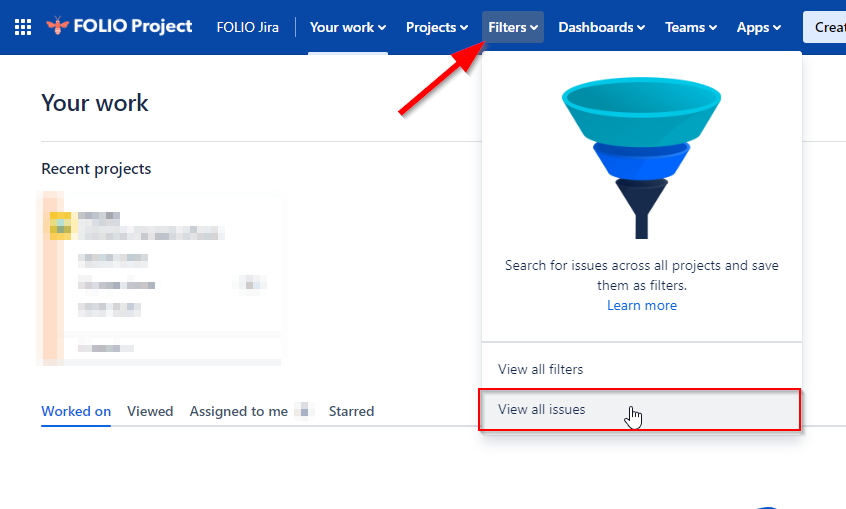 FOLIO Project FOLIO Jira Your work Projects Filters Dashboards Teams Apps Creat
Your work
Recent projects
Search for issues across all projects and save
them as filters.
Learn more
View all filters
View all issues
Worked on Viewed Assigned to me Starred